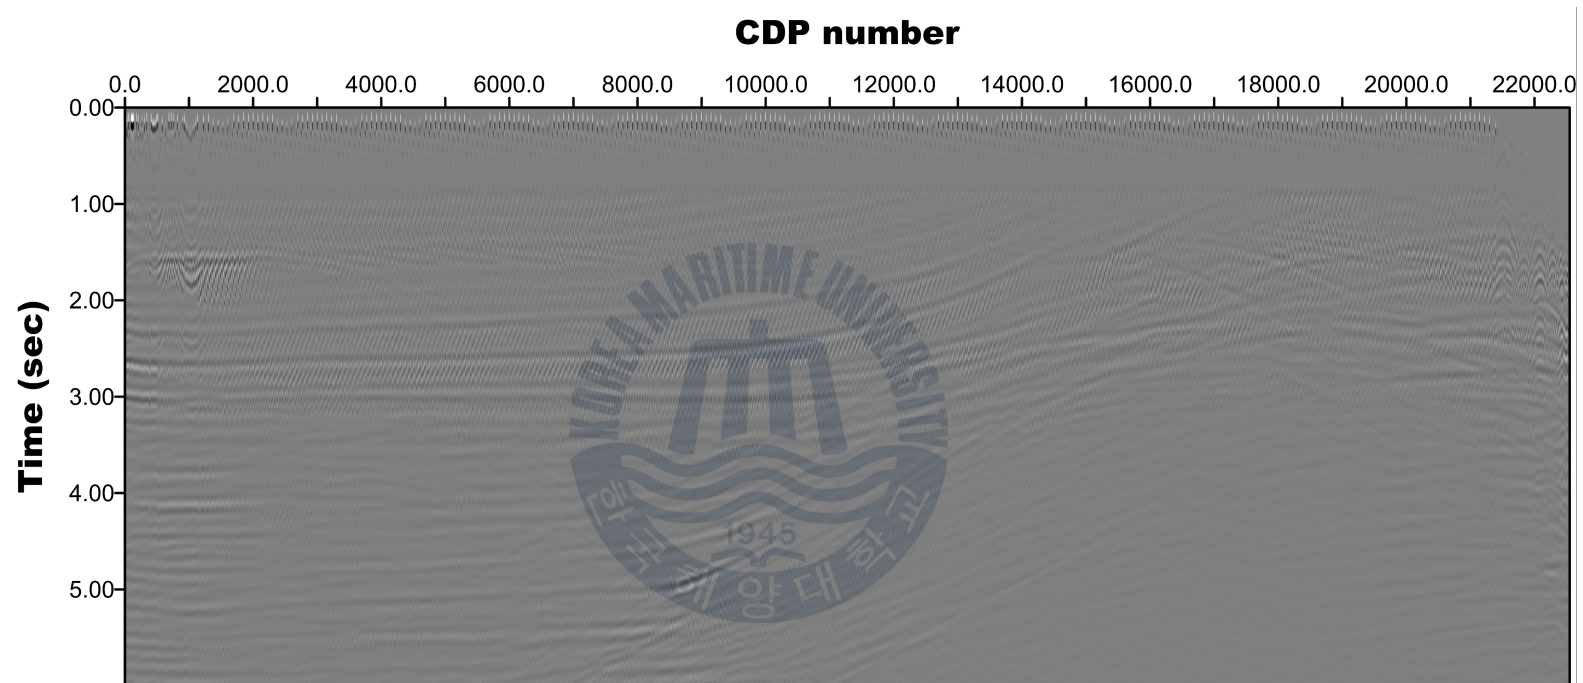 CDP number
0.0 2000.0 4000.0 6000.0 8000.0 10000.0 12000.0 14000.0 16000.0 18000.0 20000.0 22000.0
0.00
1.00
2.00
3.00
4.00
5.00
Time (sec)
KOREA MARITIME UNIVERSITY
1945
한국해양대학교